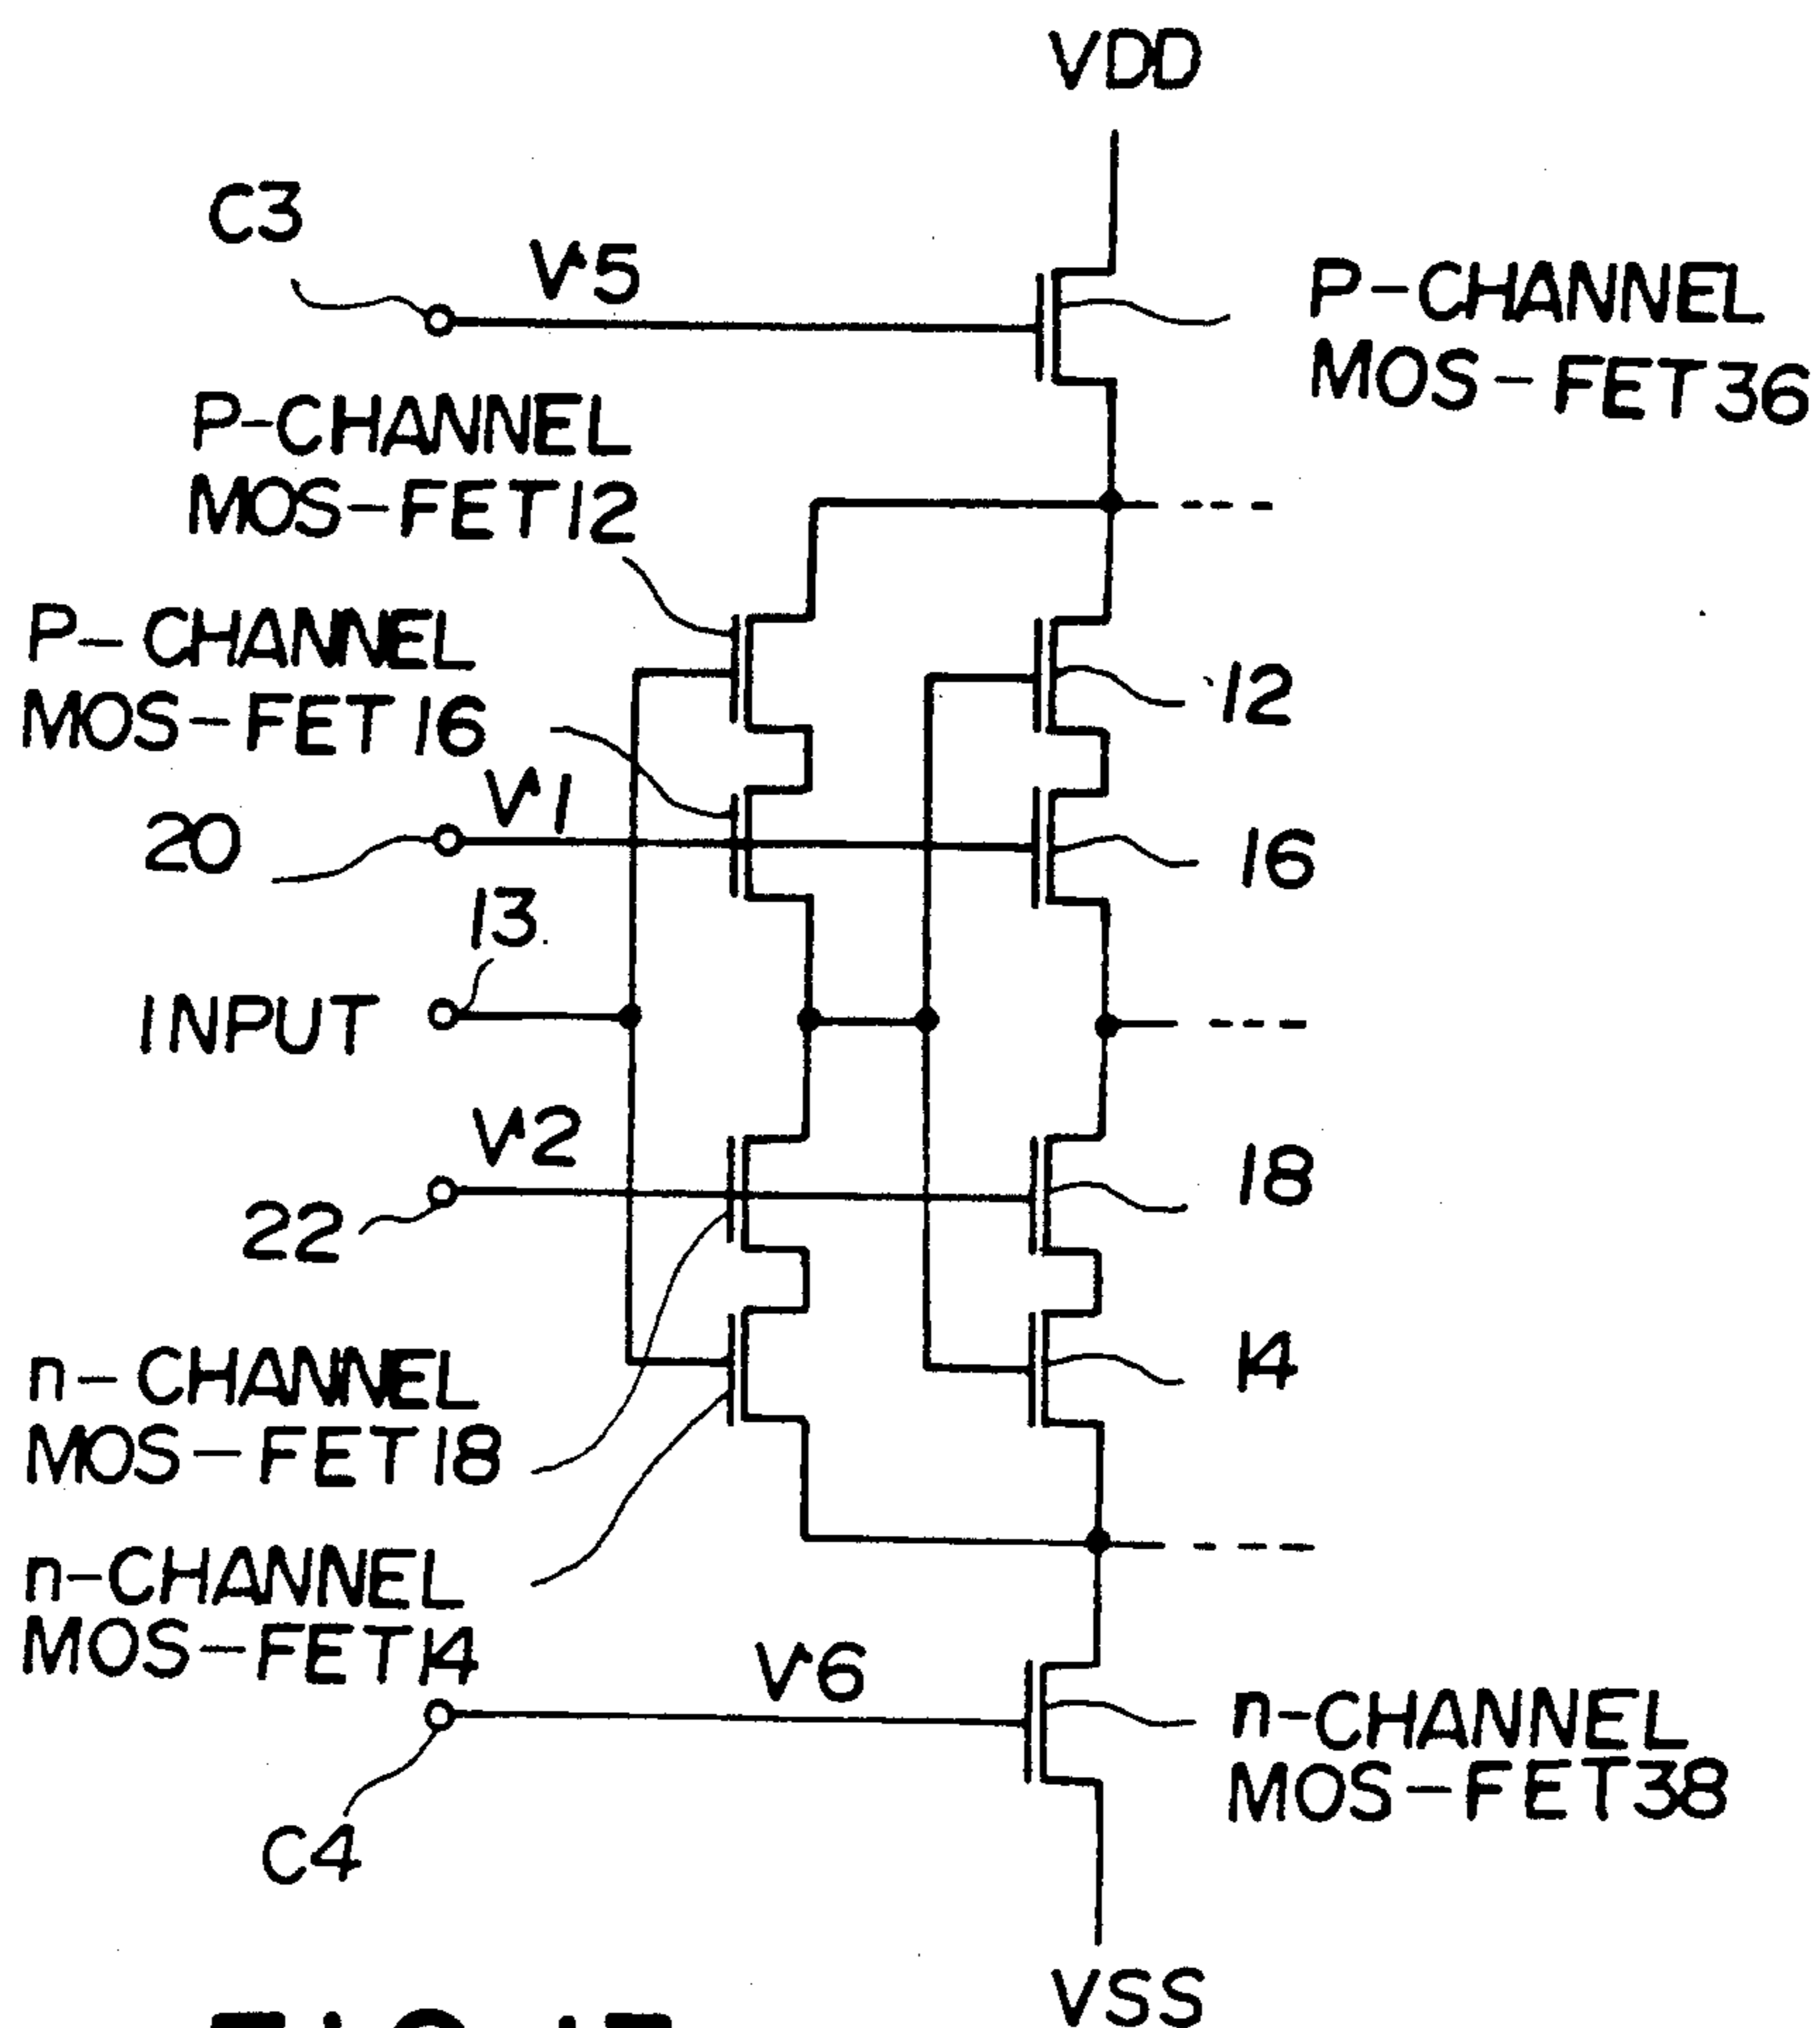 VDD
C3
V5
P-CHANNEL
MOS-FET36
P-CHANNEL
MOS-FET12
P-CHANNEL
MOS-FET16
12
V1
20
16
13
INPUT
V2
18
22
n-CHANNEL
MOS-FET18
14
n-CHANNEL
MOS-FET14
V6
n-CHANNEL
MOS-FET38
C4
VSS